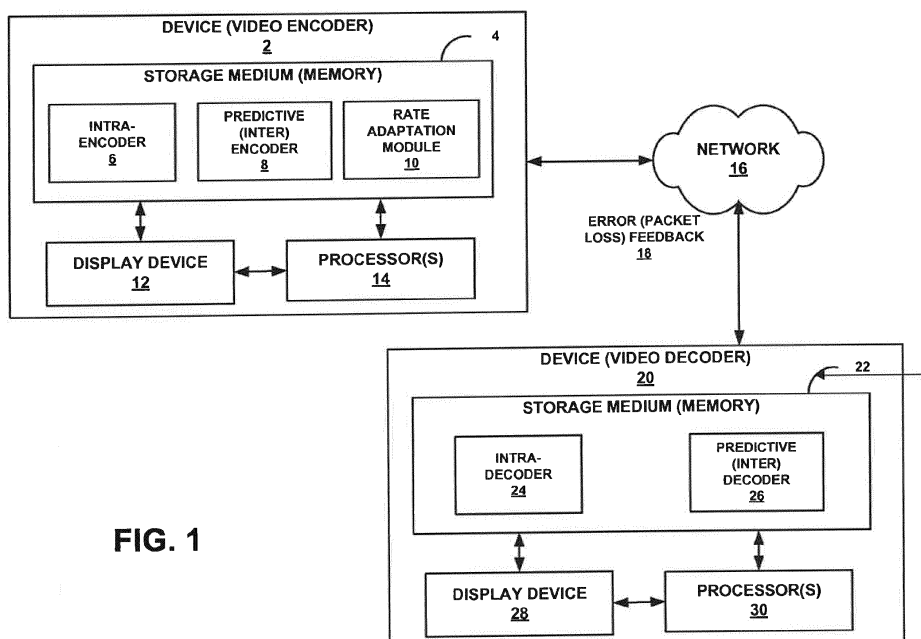 DEVICE (VIDEO ENCODER)
2
4
STORAGE MEDIUM (MEMORY)
INTRA-
ENCODER
6
PREDICTIVE
(INTER)
ENCODER
8
RATE
ADAPTATION
MODULE
10
DISPLAY DEVICE
12
PROCESSOR(S)
14
NETWORK
16
ERROR (PACKET
LOSS) FEEDBACK
18
DEVICE (VIDEO DECODER)
20
22
STORAGE MEDIUM (MEMORY)
INTRA-
DECODER
24
PREDICTIVE
(INTER)
DECODER
26
DISPLAY DEVICE
28
PROCESSOR(S)
30
FIG. 1